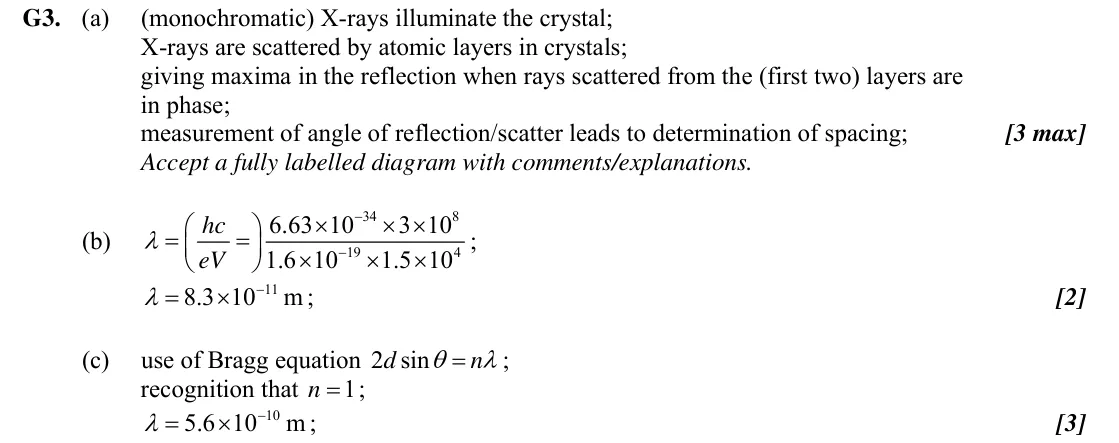 G3. (a) (monochromatic) X-rays illuminate the crystal;
X-rays are scattered by atomic layers in crystals;
giving maxima in the reflection when rays scattered from the (first two) layers are
in phase;
measurement of angle of reflection/scatter leads to determination of spacing; [3 max]
Accept a fully labelled diagram with comments/explanations.
(b) λ = (hc/eV =) 6.63×10⁻³⁴ ×3×10⁸ / 1.6×10⁻¹⁹ ×1.5×10⁴ ;
λ = 8.3×10⁻¹¹ m ; [2]
(c) use of Bragg equation 2d sin θ = nλ ;
recognition that n = 1 ;
λ = 5.6×10⁻¹⁰ m ; [3]